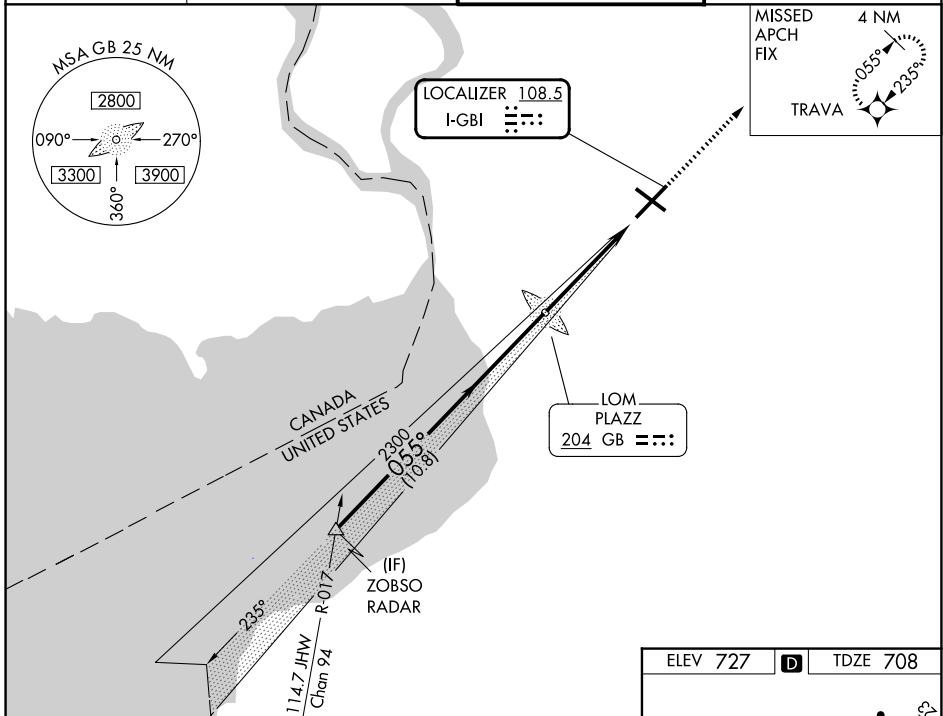 MSA GB 25 NM
2800
090°
270°
3300
3900
360°
LOCALIZER 108.5
I-GBI
MISSED
APCH
FIX
4 NM
055°
235°
TRAVA
CANADA
UNITED STATES
LOM
PLAZZ
204 GB
2300
055°
(10.8)
(IF)
ZOBSO
RADAR
235°
R-017
114.7 JHW
Chan 94
ELEV 727 D TDZE 708